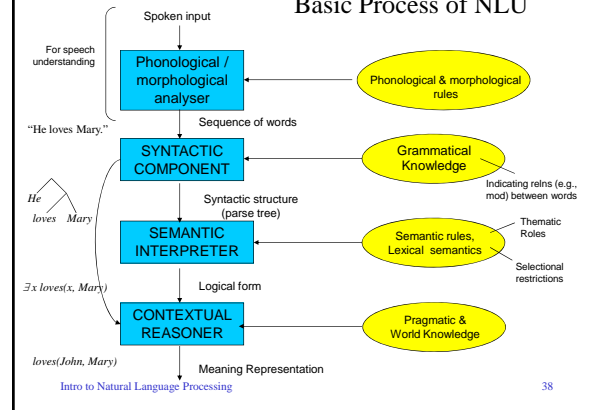 Basic Process of NLU
Spoken input
For speech
understanding
Phonological /
morphological
analyser
Phonological & morphological
rules
Sequence of words
“He loves Mary.”
SYNTACTIC
COMPONENT
Grammatical
Knowledge
Indicating relns (e.g.,
mod) between words
He
loves Mary
Syntactic structure
(parse tree)
SEMANTIC
INTERPRETER
Semantic rules,
Lexical semantics
Thematic
Roles
Selectional
restrictions
Logical form
∃x loves(x, Mary)
CONTEXTUAL
REASONER
Pragmatic &
World Knowledge
loves(John, Mary)
Meaning Representation
Intro to Natural Language Processing
38